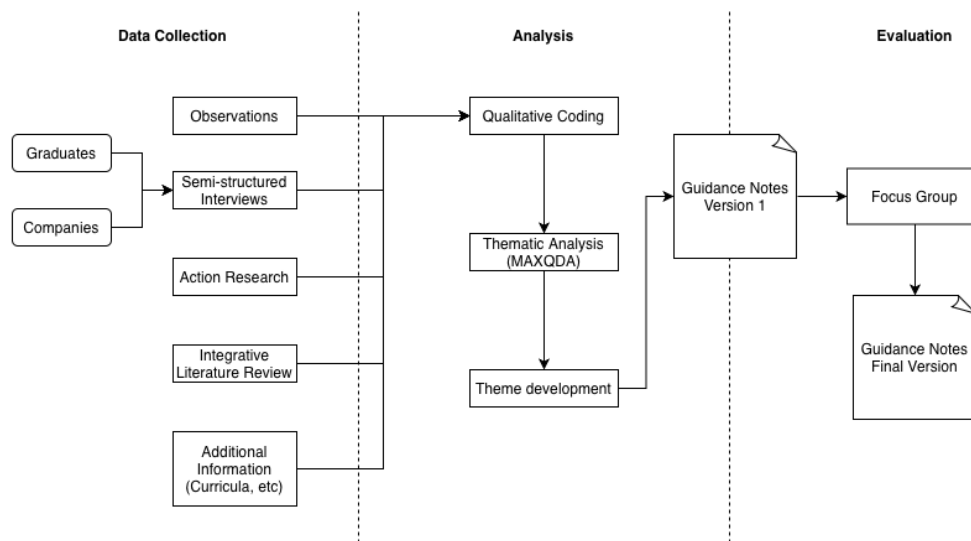 Data Collection
Analysis
Evaluation
Graduates
Companies
Observations
Semi-structured
Interviews
Action Research
Integrative
Literature Review
Additional
Information
(Curricula, etc)
Qualitative Coding
Thematic Analysis
(MAXQDA)
Theme development
Guidance Notes
Version 1
Focus Group
Guidance Notes
Final Version